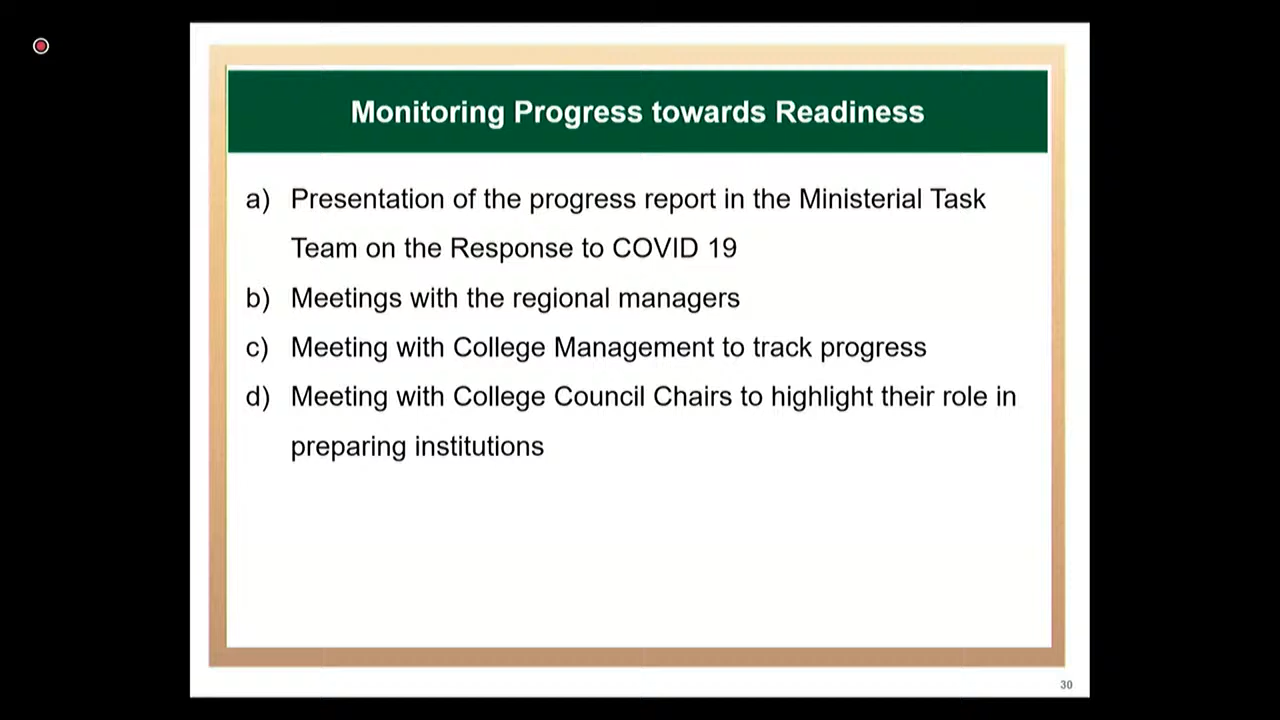 Monitoring Progress towards Readiness
a) Presentation of the progress report in the Ministerial Task
Team on the Response to COVID 19
b) Meetings with the regional managers
c) Meeting with College Management to track progress
d) Meeting with College Council Chairs to highlight their role in
preparing institutions
30